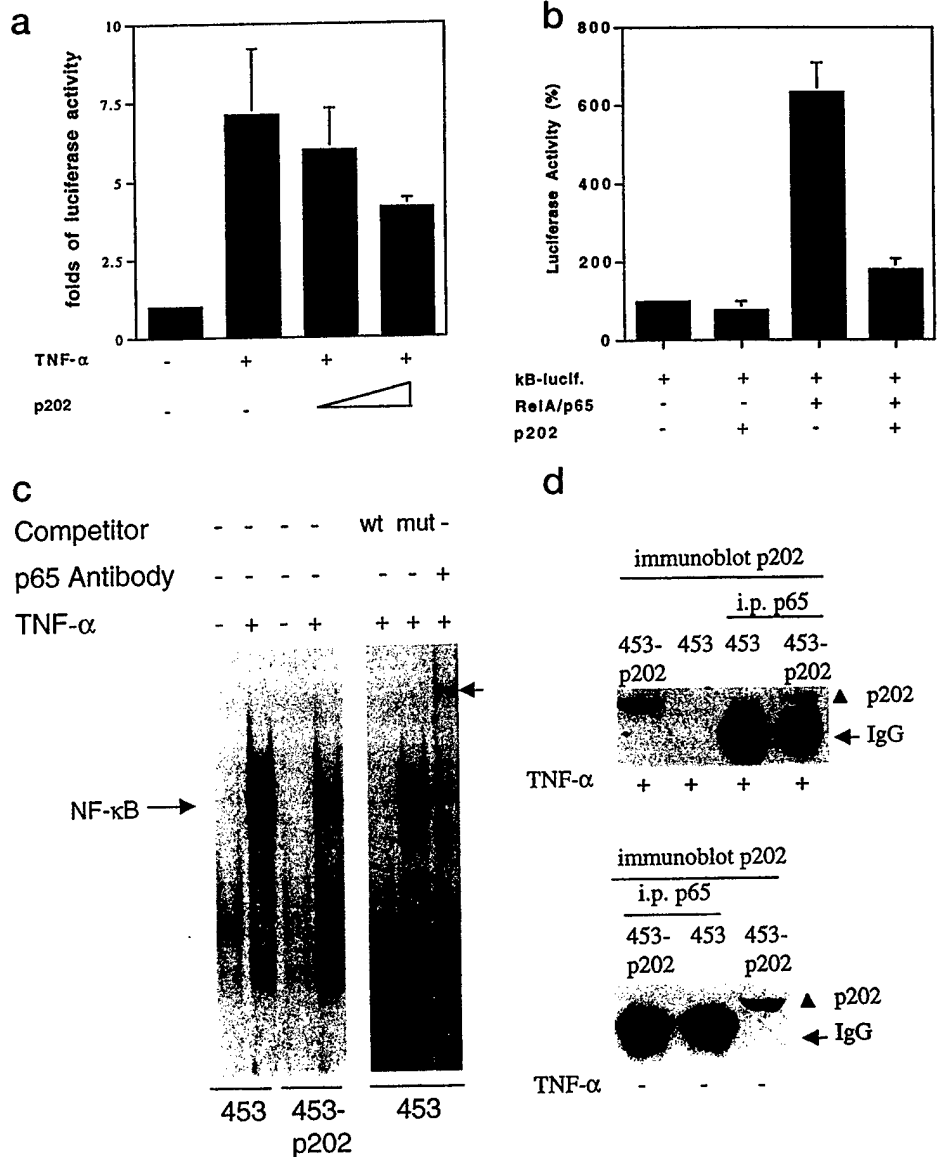 a
folds of luciferase activity
10
7.5
5
2.5
0
TNF-α - + + +
p202 - -
b
Luciferase Activity (%)
800
600
400
200
0
kB-lucif. + + + +
RelA/p65 - - + +
p202 - + - +
c
Competitor - - - - wt mut -
p65 Antibody - - - - - - +
TNF-α - + - + + + +
NF-κB
453 453-p202 453
d
immunoblot p202
i.p. p65
453-p202 453 453 453-p202
p202
IgG
TNF-α + + + +
immunoblot p202
i.p. p65
453-p202 453 453-p202
p202
IgG
TNF-α - - -